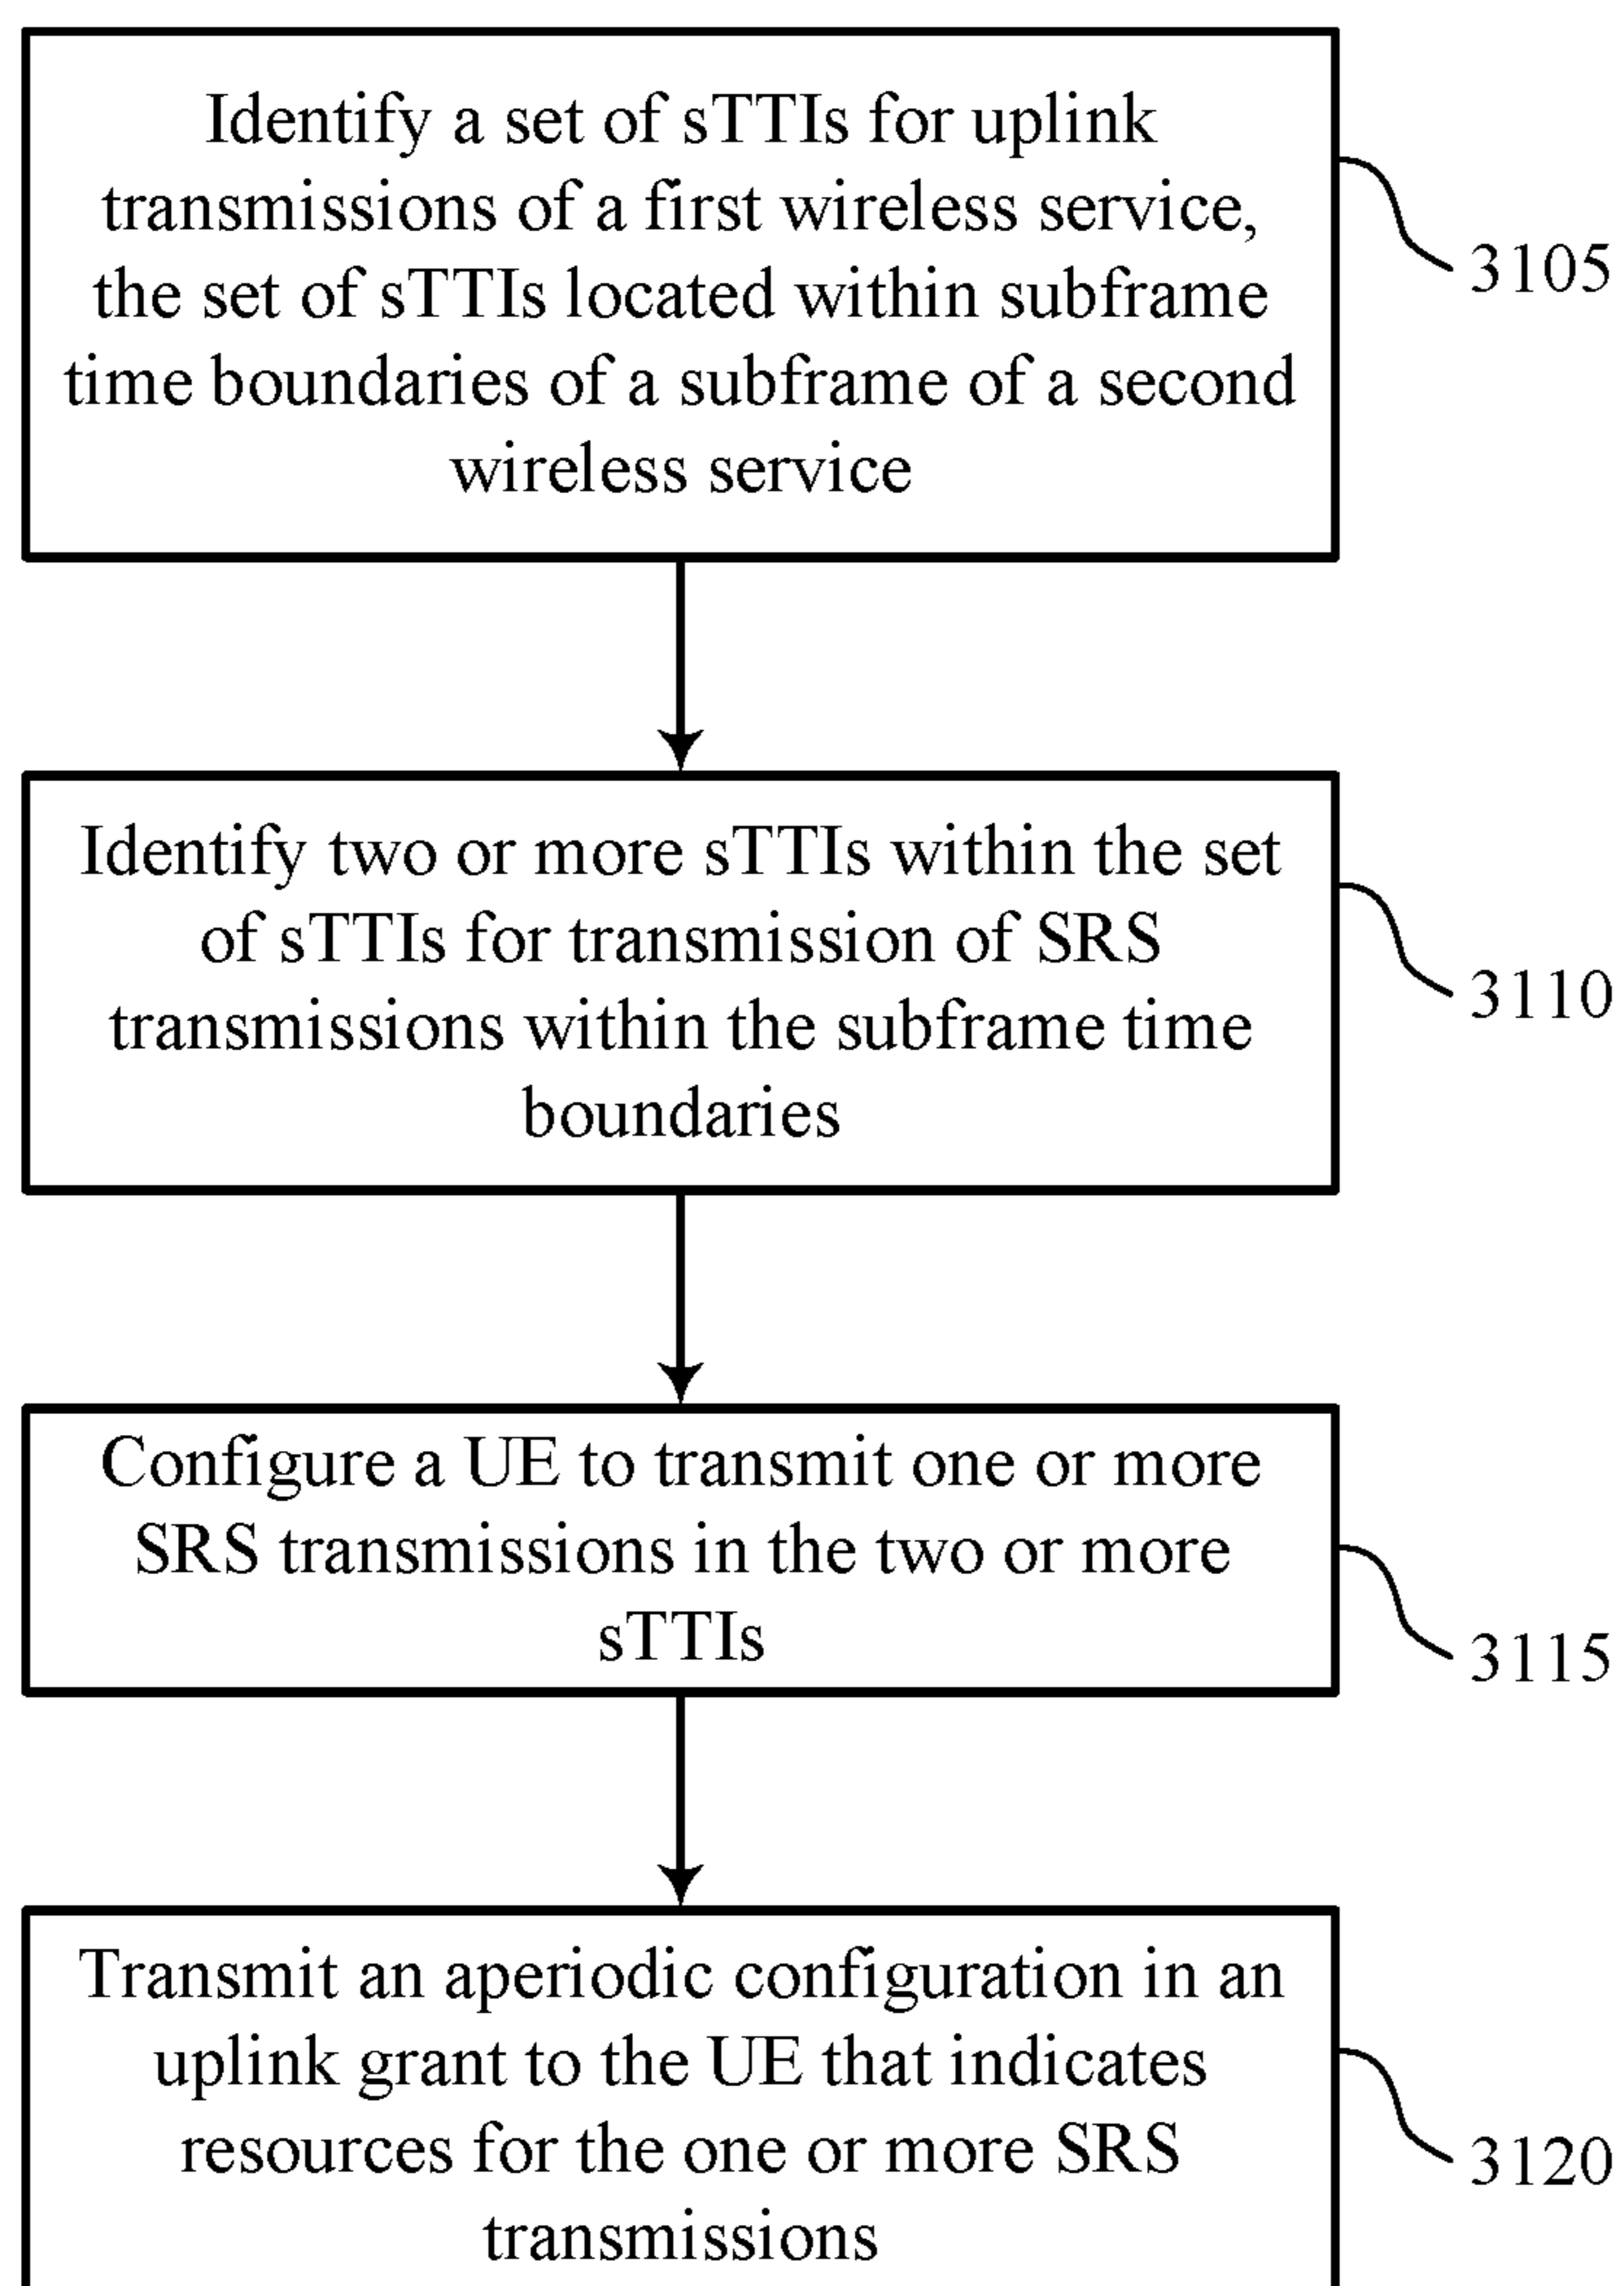 Identify a set of sTTIs for uplink
transmissions of a first wireless service,
the set of sTTIs located within subframe
time boundaries of a subframe of a second
wireless service
3105
Identify two or more sTTIs within the set
of sTTIs for transmission of SRS
transmissions within the subframe time
boundaries
3110
Configure a UE to transmit one or more
SRS transmissions in the two or more
sTTIs
3115
Transmit an aperiodic configuration in an
uplink grant to the UE that indicates
resources for the one or more SRS
transmissions
3120